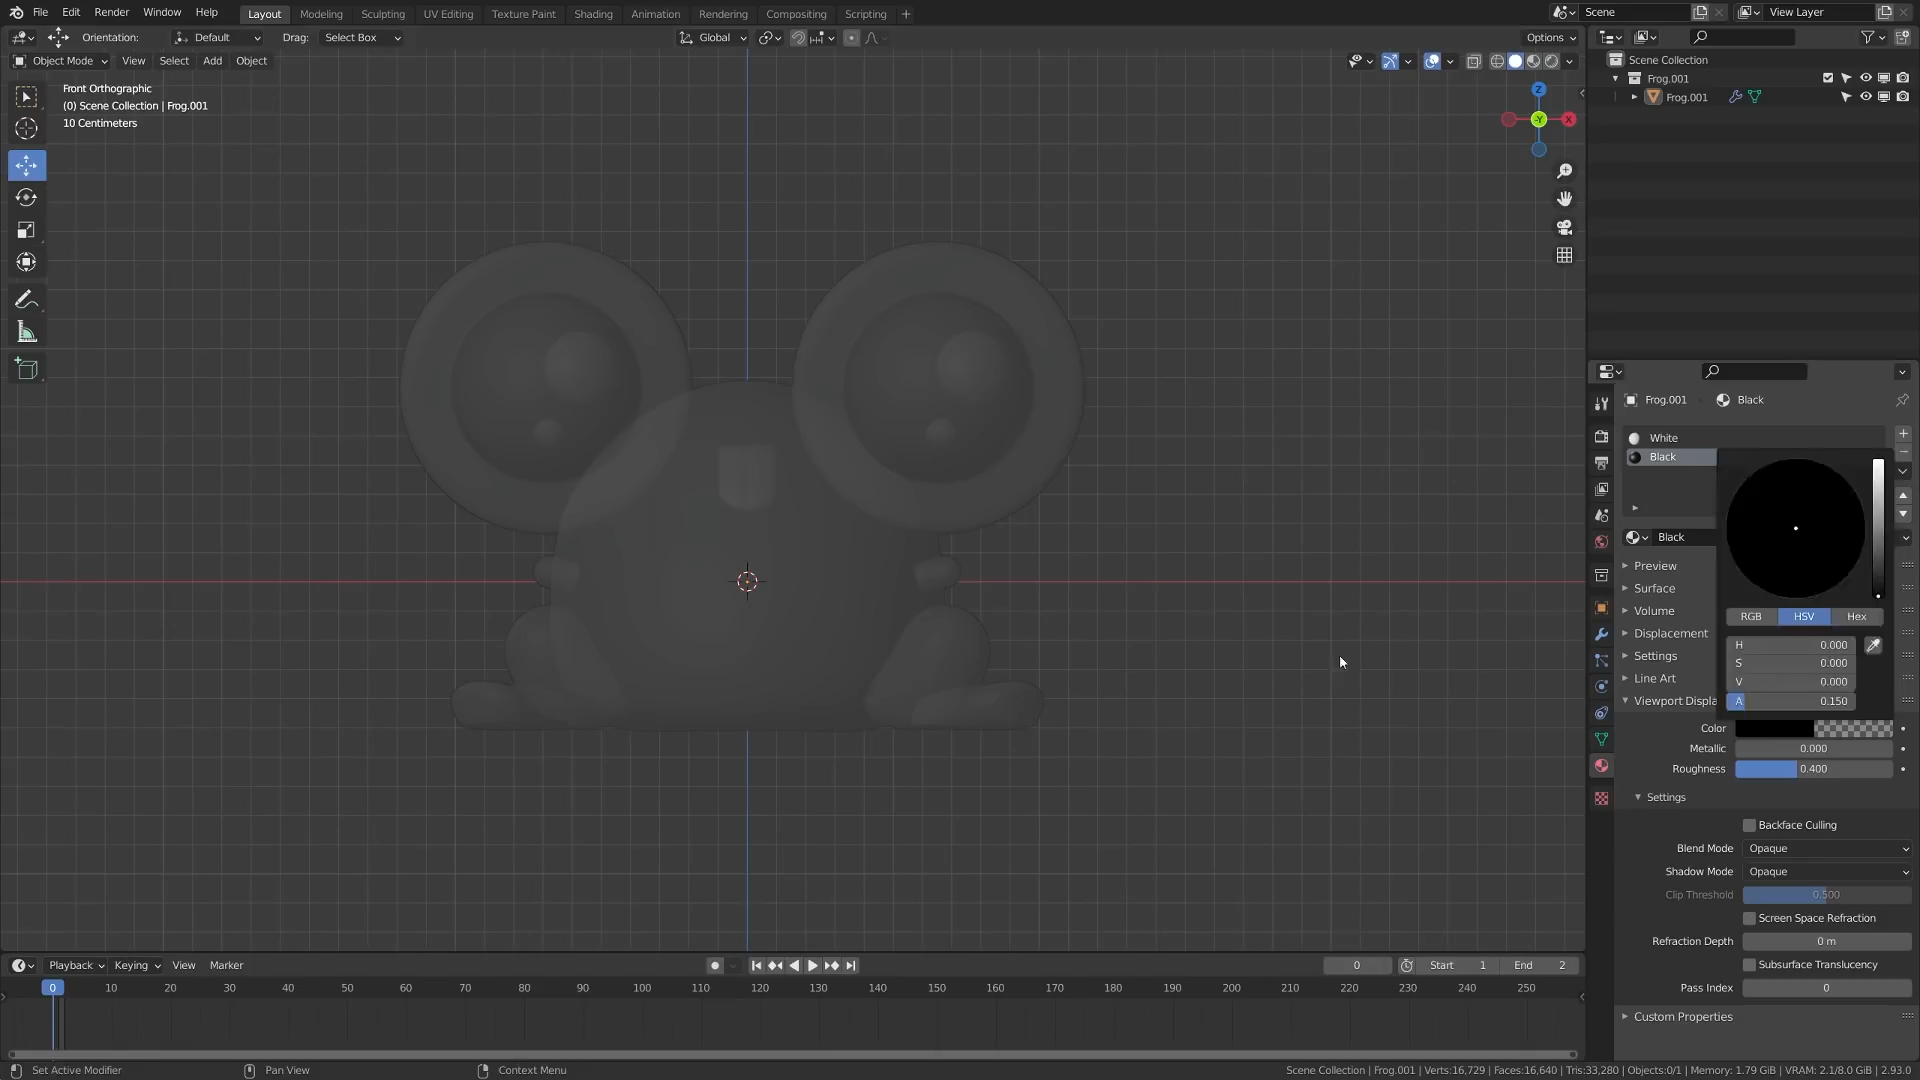 File Edit Render Window Help Layout Modeling Sculpting UV Editing Texture Paint Shading Animation Rendering Compositing Scripting + Scene View Layer
Orientation: Default Drag: Select Box Global Options
Object Mode View Select Add Object
Scene Collection
Frog.001
Frog.001
Front Orthographic
(0) Scene Collection | Frog.001
10 Centimeters
Z
-Y
X
Frog.001 Black
White
Black
Black
RGB HSV Hex
H 0.000
S 0.000
V 0.000
A 0.150
Preview
Surface
Volume
Displacement
Settings
Line Art
Viewport Displa
Color
Metallic 0.000
Roughness 0.400
Settings
Backface Culling
Blend Mode Opaque
Shadow Mode Opaque
Clip Threshold 0.500
Screen Space Refraction
Refraction Depth 0 m
Subsurface Translucency
Pass Index 0
Custom Properties
Playback Keying View Marker 0 Start 1 End 2
0 10 20 30 40 50 60 70 80 90 100 110 120 130 140 150 160 170 180 190 200 210 220 230 240 250
Set Active Modifier Pan View Context Menu Scene Collection | Frog.001 | Verts:16,729 | Faces:16,640 | Tris:33,280 | Objects:0/1 | Memory: 1.79 GiB | VRAM: 2.1/8.0 GiB | 2.93.0